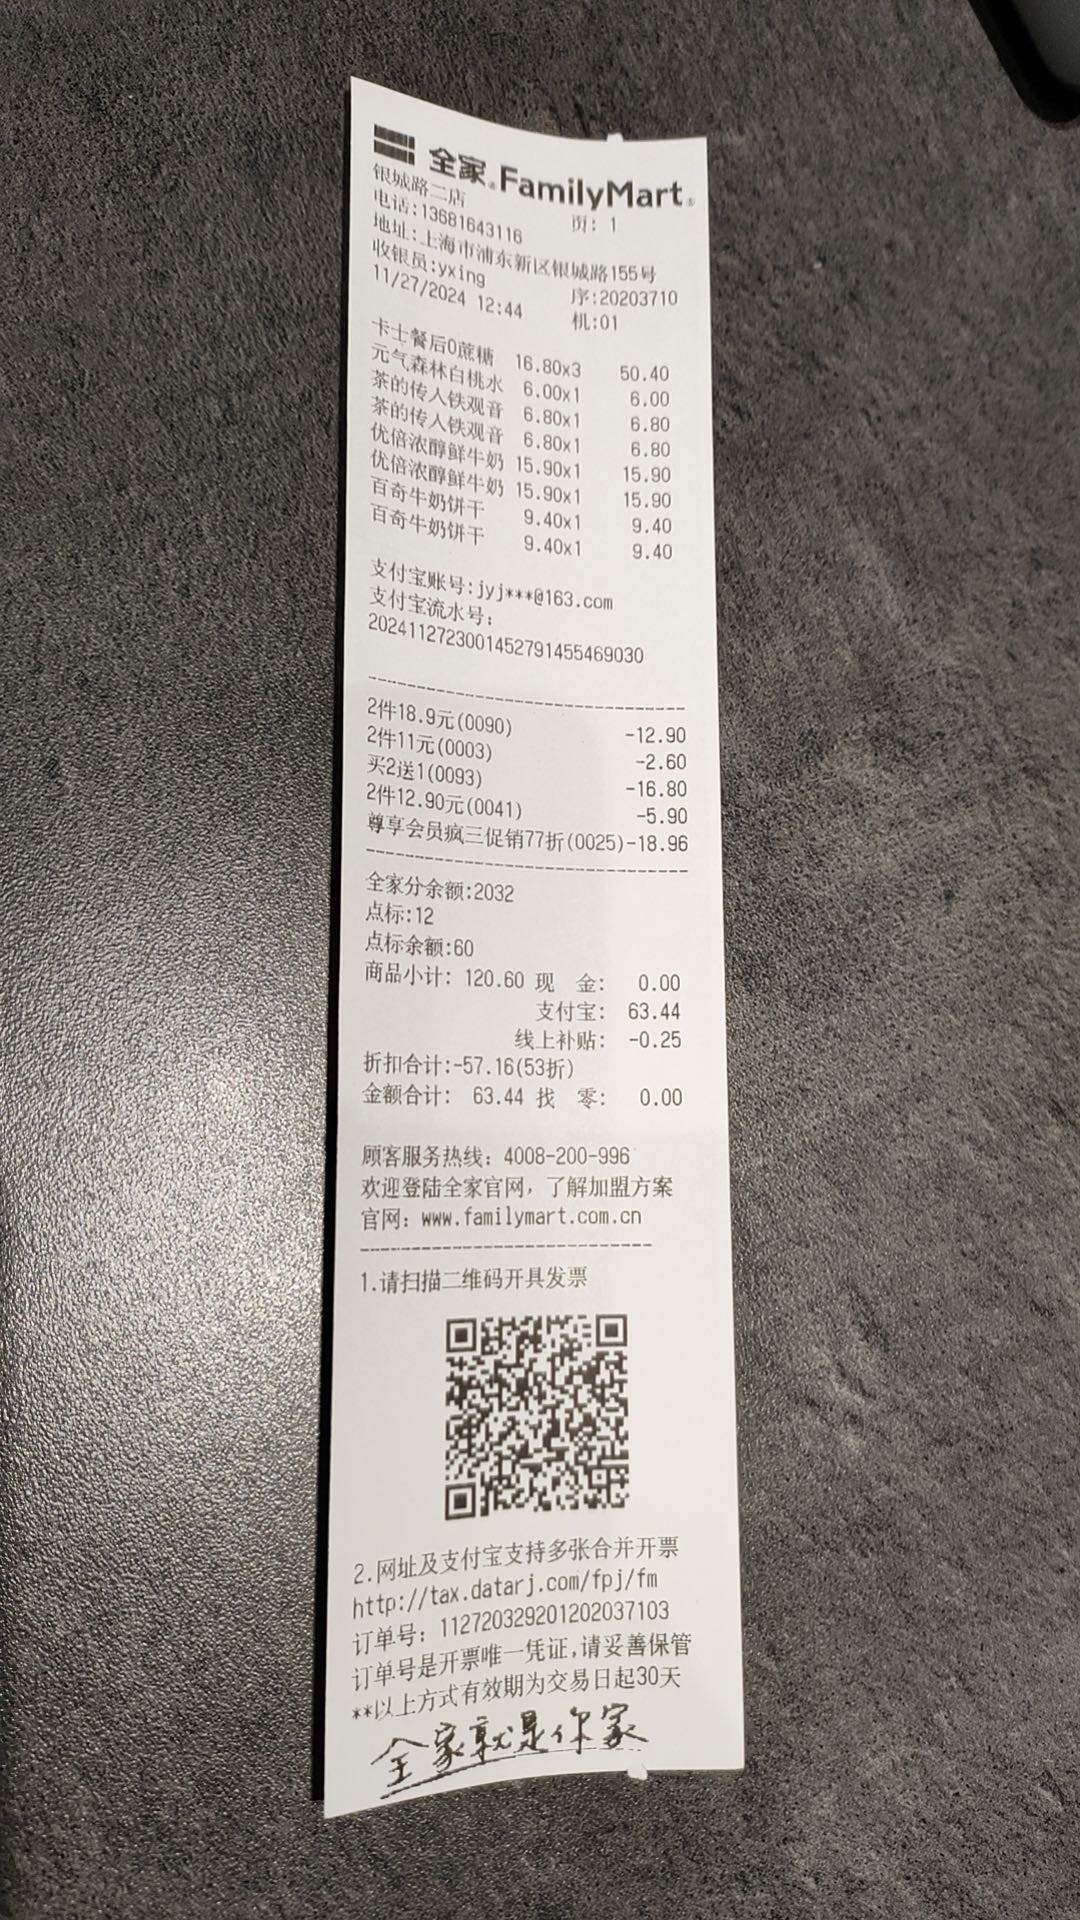 全家 FamilyMart®
银城路二店 页: 1
电话:13681643116
地址:上海市浦东新区银城路155号
收银员:yxing 序:20203710
11/27/2024 12:44 机:01
卡士餐后0蔗糖 16.80x3 50.40
元气森林白桃水 6.00x1 6.00
茶的传人铁观音 6.80x1 6.80
茶的传人铁观音 6.80x1 6.80
优倍浓醇鲜牛奶 15.90x1 15.90
优倍浓醇鲜牛奶 15.90x1 15.90
百奇牛奶饼干 9.40x1 9.40
百奇牛奶饼干 9.40x1 9.40
支付宝账号:jyj***@163.com
支付宝流水号:
2024112723001452791455469030
2件18.9元(0090) -12.90
2件11元(0003) -2.60
买2送1(0093) -16.80
2件12.90元(0041) -5.90
尊享会员疯三促销77折(0025)-18.96
全家分余额:2032
点标:12
点标余额:60
商品小计: 120.60 现 金: 0.00
支付宝: 63.44
线上补贴: -0.25
折扣合计:-57.16(53折)
金额合计: 63.44 找 零: 0.00
顾客服务热线: 4008-200-996
欢迎登陆全家官网, 了解加盟方案
官网: www.familymart.com.cn
1.请扫描二维码开具发票
2.网址及支付宝支持多张合并开票
http://tax.datarj.com/fpj/fm
订单号: 112720329201202037103
订单号是开票唯一凭证,请妥善保管
**以上方式有效期为交易日起30天
全家就是你家